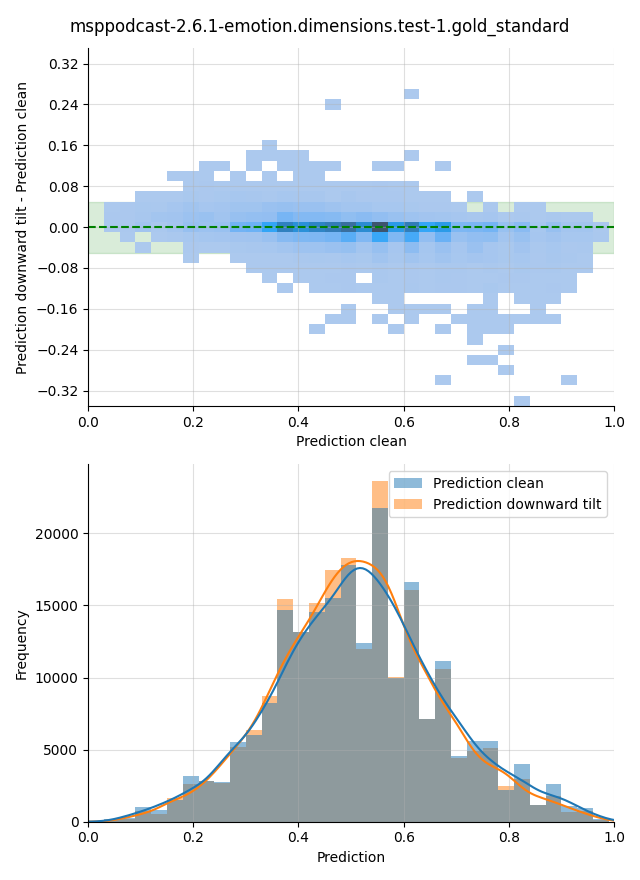 msppodcast-2.6.1-emotion.dimensions.test-1.gold_standard
Prediction downward tilt - Prediction clean
0.32
0.24
0.16
0.08
0.00
−0.08
−0.16
−0.24
−0.32
0.0 0.2 0.4 0.6 0.8 1.0
Prediction clean
Prediction clean
Prediction downward tilt
Frequency
20000
15000
10000
5000
0
0.0 0.2 0.4 0.6 0.8 1.0
Prediction